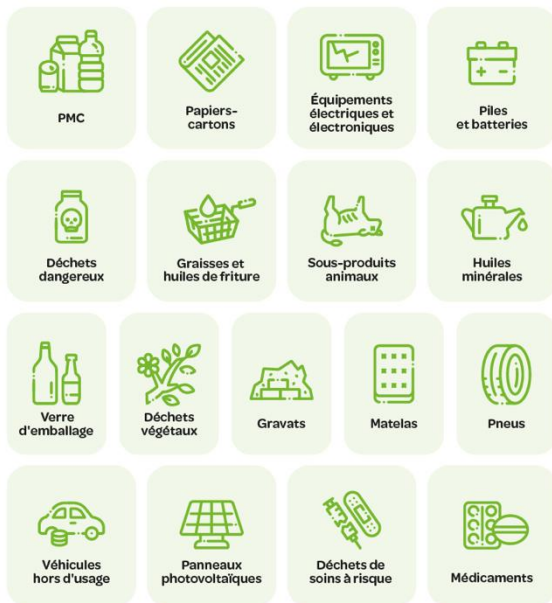 PMC
Papiers-
cartons
Équipements
électriques et
électroniques
Piles
et batteries
Déchets
dangereux
Graisses et
huiles de friture
Sous-produits
animaux
Huiles
minérales
Verre
d'emballage
Déchets
végétaux
Gravats
Matelas
Pneus
Véhicules
hors d'usage
Panneaux
photovoltaïques
Déchets de
soins à risque
Médicaments